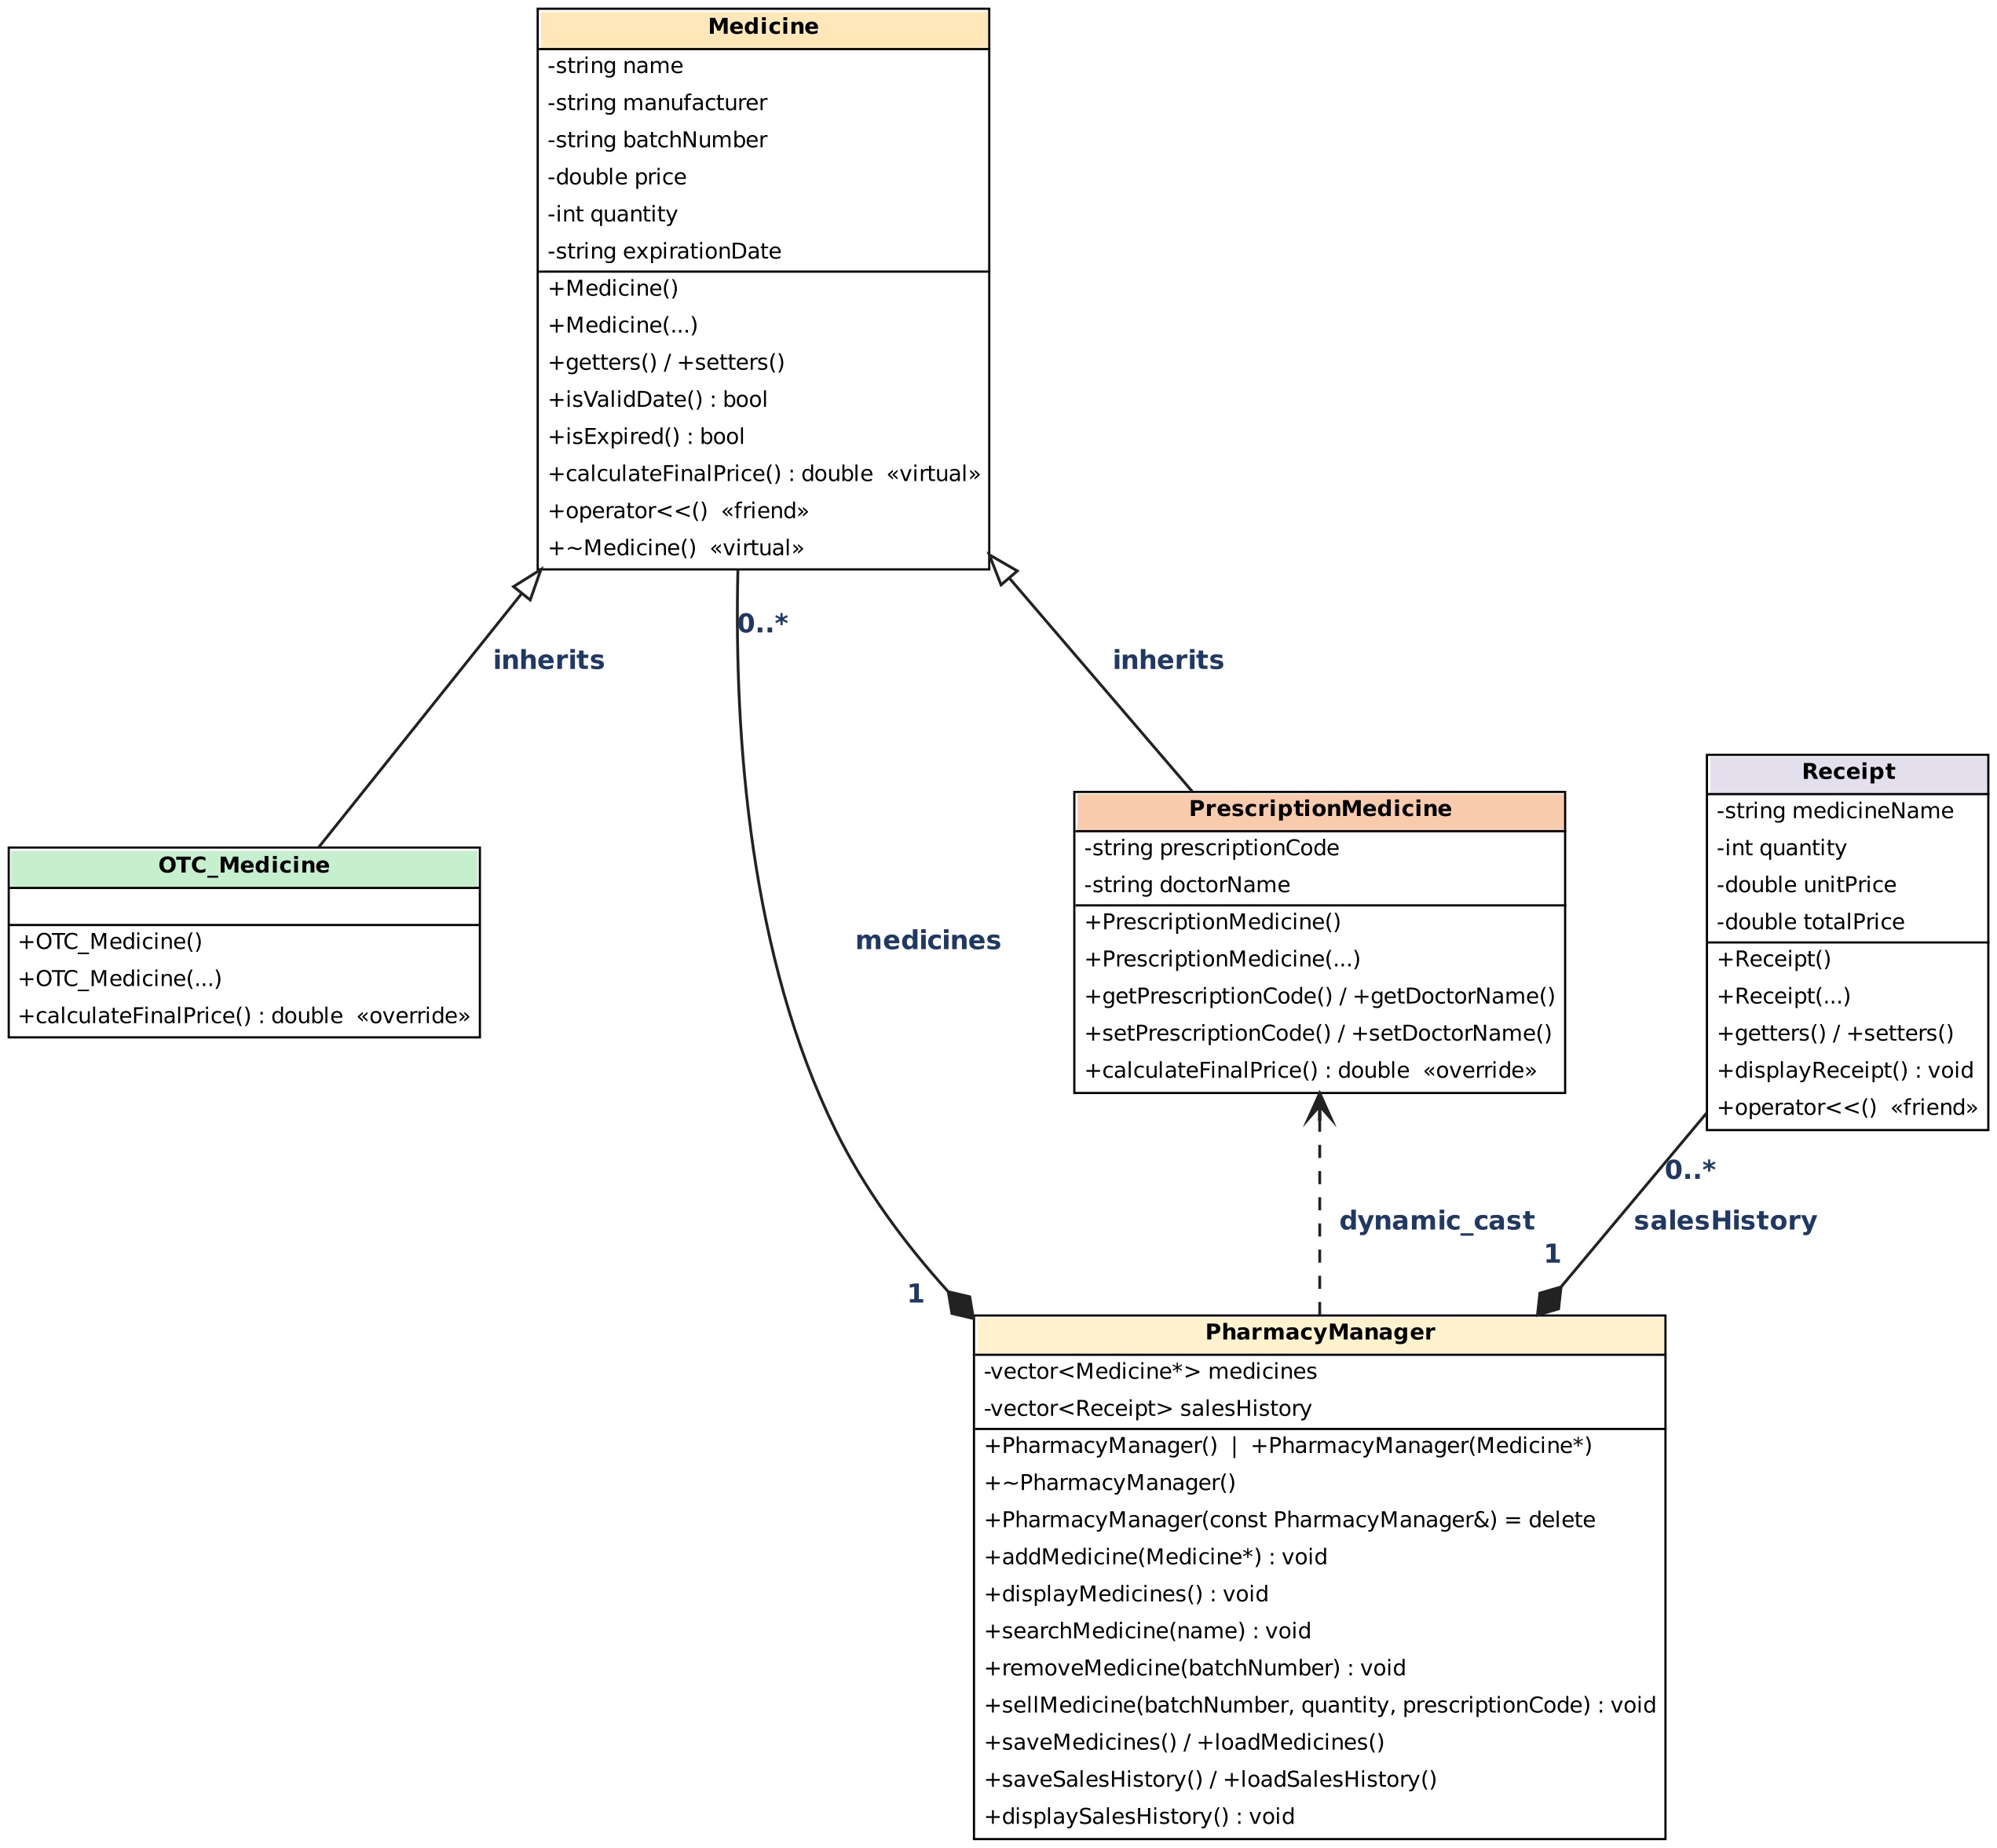 Medicine
-string name
-string manufacturer
-string batchNumber
-double price
-int quantity
-string expirationDate
+Medicine()
+Medicine(...)
+getters() / +setters()
+isValidDate() : bool
+isExpired() : bool
+calculateFinalPrice() : double  «virtual»
+operator<<()  «friend»
+~Medicine()  «virtual»
0..*
inherits
inherits
medicines
OTC_Medicine
+OTC_Medicine()
+OTC_Medicine(...)
+calculateFinalPrice() : double  «override»
PrescriptionMedicine
-string prescriptionCode
-string doctorName
+PrescriptionMedicine()
+PrescriptionMedicine(...)
+getPrescriptionCode() / +getDoctorName()
+setPrescriptionCode() / +setDoctorName()
+calculateFinalPrice() : double  «override»
Receipt
-string medicineName
-int quantity
-double unitPrice
-double totalPrice
+Receipt()
+Receipt(...)
+getters() / +setters()
+displayReceipt() : void
+operator<<()  «friend»
0..*
dynamic_cast
salesHistory
1
1
PharmacyManager
-vector<Medicine*> medicines
-vector<Receipt> salesHistory
+PharmacyManager()  |  +PharmacyManager(Medicine*)
+~PharmacyManager()
+PharmacyManager(const PharmacyManager&) = delete
+addMedicine(Medicine*) : void
+displayMedicines() : void
+searchMedicine(name) : void
+removeMedicine(batchNumber) : void
+sellMedicine(batchNumber, quantity, prescriptionCode) : void
+saveMedicines() / +loadMedicines()
+saveSalesHistory() / +loadSalesHistory()
+displaySalesHistory() : void